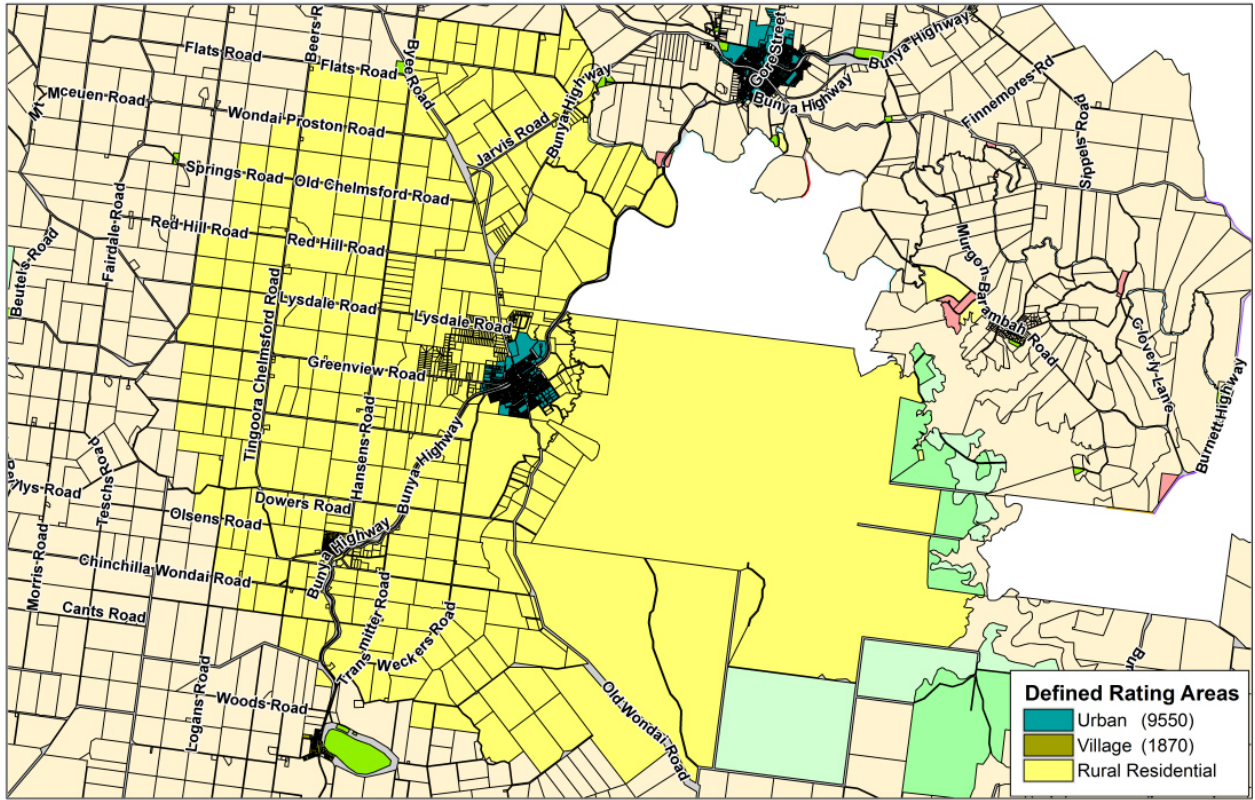 Flats Road
Beers R
Flats Road
Byee Road
Bunya Highway
Gore Street
Bunya Highway
Bunya Highway
Finnemores Rd
Sippels Road
Mt
Mceuen Road
Wondai Proston Road
Jarvis Road
Springs Road
Old Chelmsford Road
Fairdale Road
Red Hill Road
Red Hill Road
Beutels Road
Tingoora Chelmsford Road
Lysdale Road
Lysdale Road
Greenview Road
Murgon-Barambah Road
Clovely Lane
Burnett Highway
Hansens Road
Bunya Highway
Teschs Road
Dowers Road
Olsens Road
Bunya Highway
Chinchilla Wondai Road
Morris Road
Cants Road
Transmitter Road
Weckers Road
Logans Road
Woods Road
Old Wondai Road
Bun
Defined Rating Areas
Urban (9550)
Village (1870)
Rural Residential